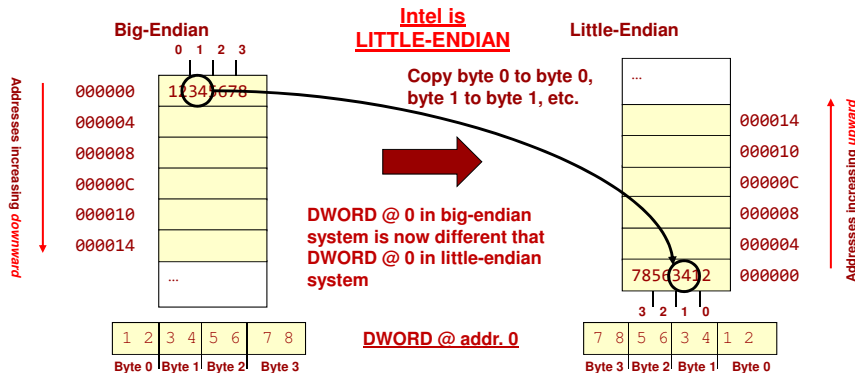 Intel is
LITTLE-ENDIAN
Big-Endian
0 1 2 3
Addresses increasing downward
000000
12345678
000004
000008
00000C
000010
000014
...
Copy byte 0 to byte 0,
byte 1 to byte 1, etc.
DWORD @ 0 in big-endian
system is now different that
DWORD @ 0 in little-endian
system
Little-Endian
...
000014
000010
00000C
000008
000004
78563412
000000
3 2 1 0
Addresses increasing upward
1 2 3 4 5 6 7 8
Byte 0 Byte 1 Byte 2 Byte 3
DWORD @ addr. 0
7 8 5 6 3 4 1 2
Byte 3 Byte 2 Byte 1 Byte 0